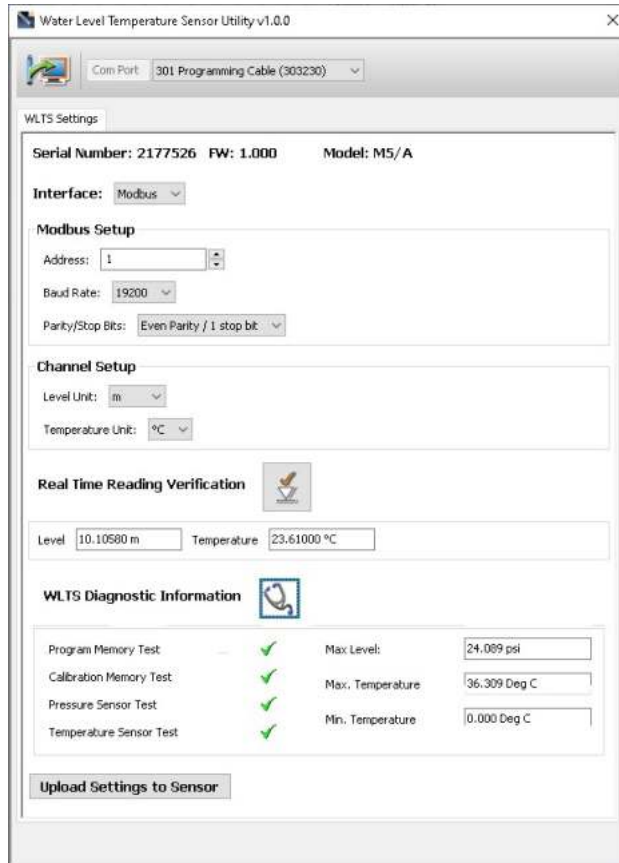 Water Level Temperature Sensor Utility v1.0.0
Com Port 301 Programming Cable (303230)
WLTS Settings
Serial Number: 2177526 FW: 1.000 Model: M5/A
Interface: Modbus
Modbus Setup
Address: 1
Baud Rate: 19200
Parity/Stop Bits: Even Parity / 1 stop bit
Channel Setup
Level Unit: m
Temperature Unit: ºC
Real Time Reading Verification
Level 10.10580 m Temperature 23.61000 ºC
WLTS Diagnostic Information
Program Memory Test Max Level: 24.089 psi
Calibration Memory Test Max. Temperature 36.309 Deg C
Pressure Sensor Test Min. Temperature 0.000 Deg C
Temperature Sensor Test
Upload Settings to Sensor